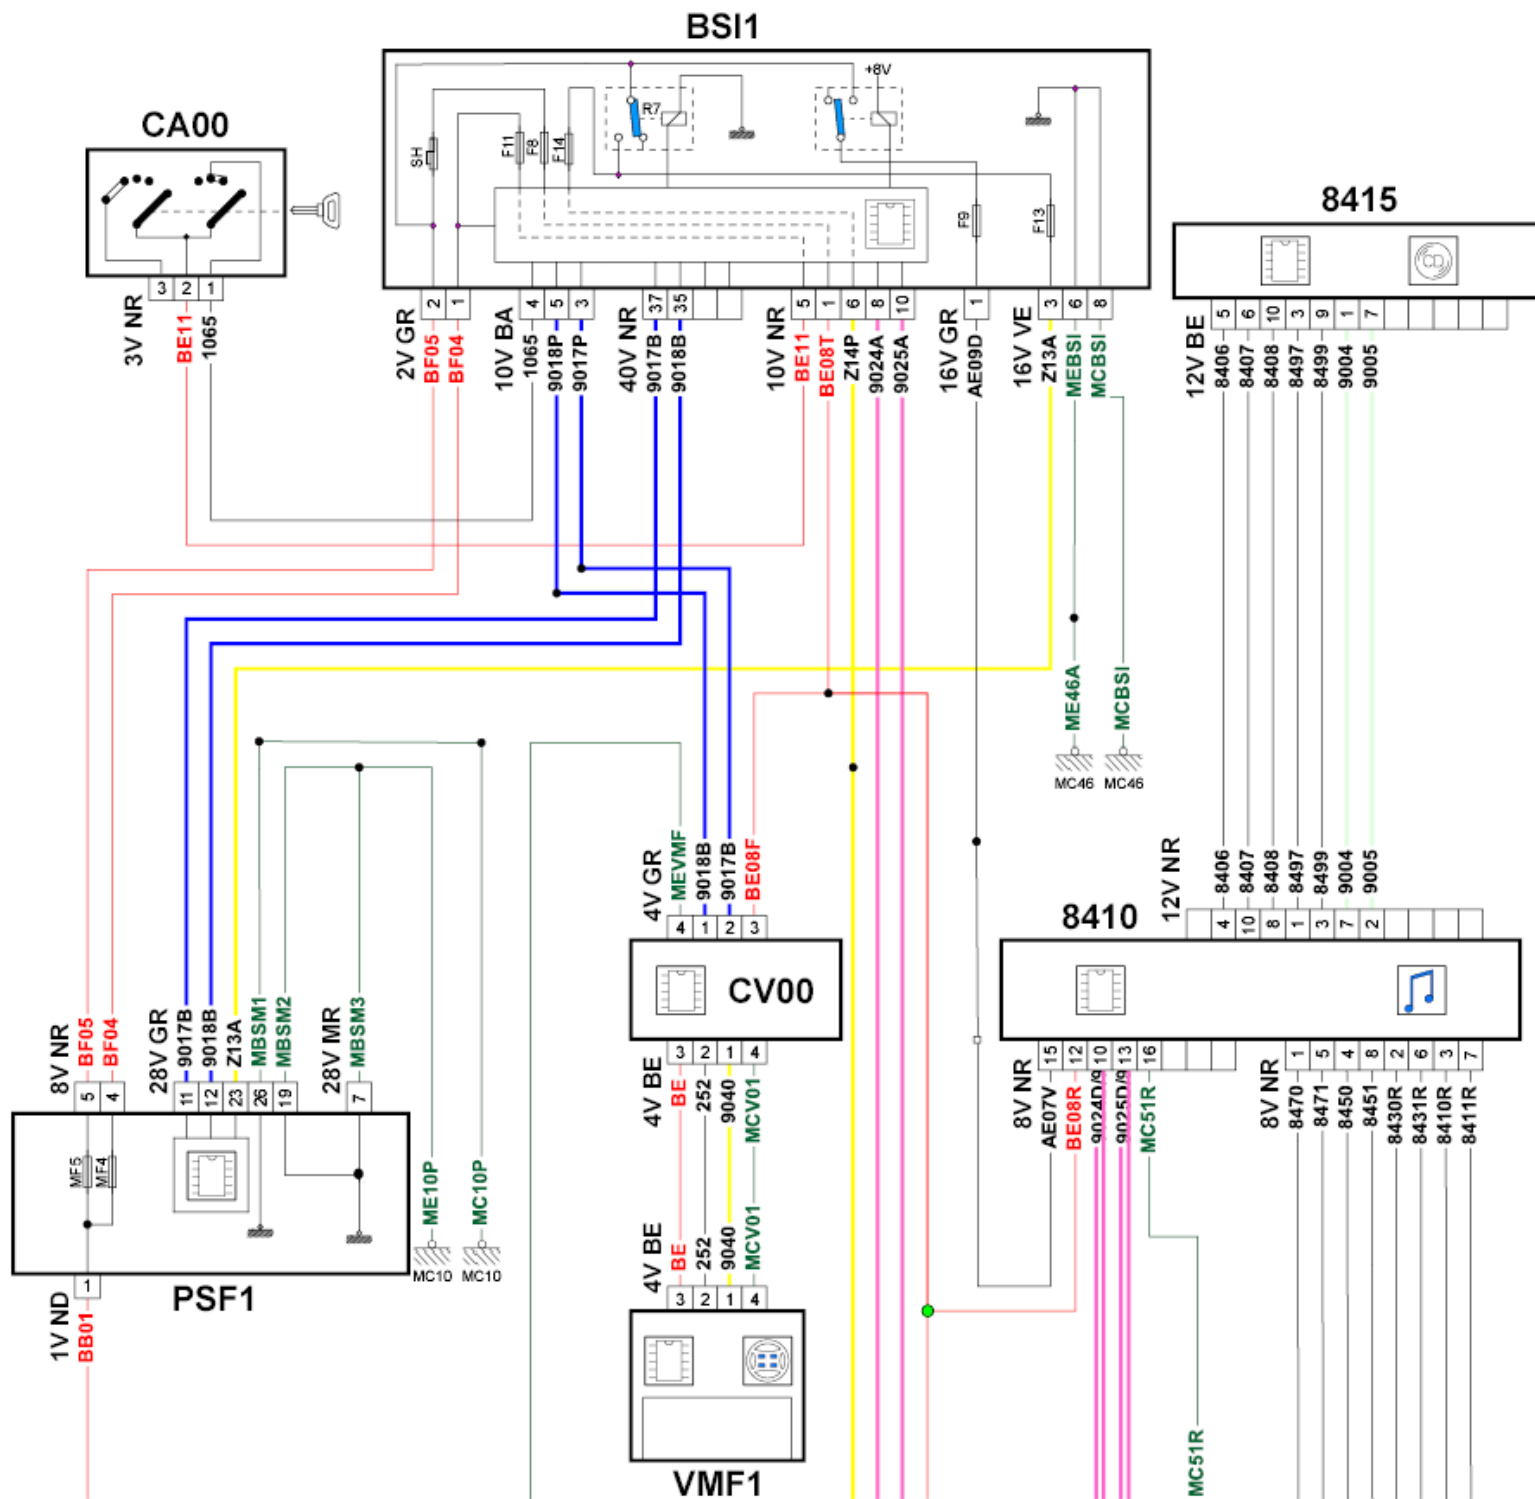 BSI1
CA00
8415
+8V
R7
SH
F11
F8
F14
F9
F13
3 2 1
3V NR
BE11
1065
2 1
2V GR
BF05
BF04
4 5 3
10V BA
1065
9018P
9017P
37 35
40V NR
9017B
9018B
5 1 6 8 10
10V NR
BE11
BE08T
Z14P
9024A
9025A
1
16V GR
AE09D
3 6 8
16V VE
Z13A
MEBSI
MCBSI
5 6 10 3 9 1 7
12V BE
8406
8407
8408
8497
8499
9004
9005
ME46A
MCBSI
MC46
MC46
8406
8407
8408
8497
8499
9004
9005
12V NR
4 10 8 1 3 7 2
8410
4V GR
MEVMF
9018B
9017B
BE08F
4 1 2 3
CV00
3 2 1 4
4V BE
BE
252
9040
MCV01
8V NR
BF05
BF04
28V GR
9017B
9018B
Z13A
MBSM1
MBSM2
28V MR
MBSM3
5 4
11 12 23 26 19
7
MF5
MF4
ME10P
MC10P
MC10
MC10
PSF1
1
1V ND
BB01
4V BE
BE
252
9040
MCV01
3 2 1 4
VMF1
15 12 10 13 16
8V NR
AE07V
BE08R
9024D/9
9025D/9
MC51R
1 5 4 8 2 6 3 7
8V NR
8470
8471
8450
8451
8430R
8431R
8410R
8411R
MC51R